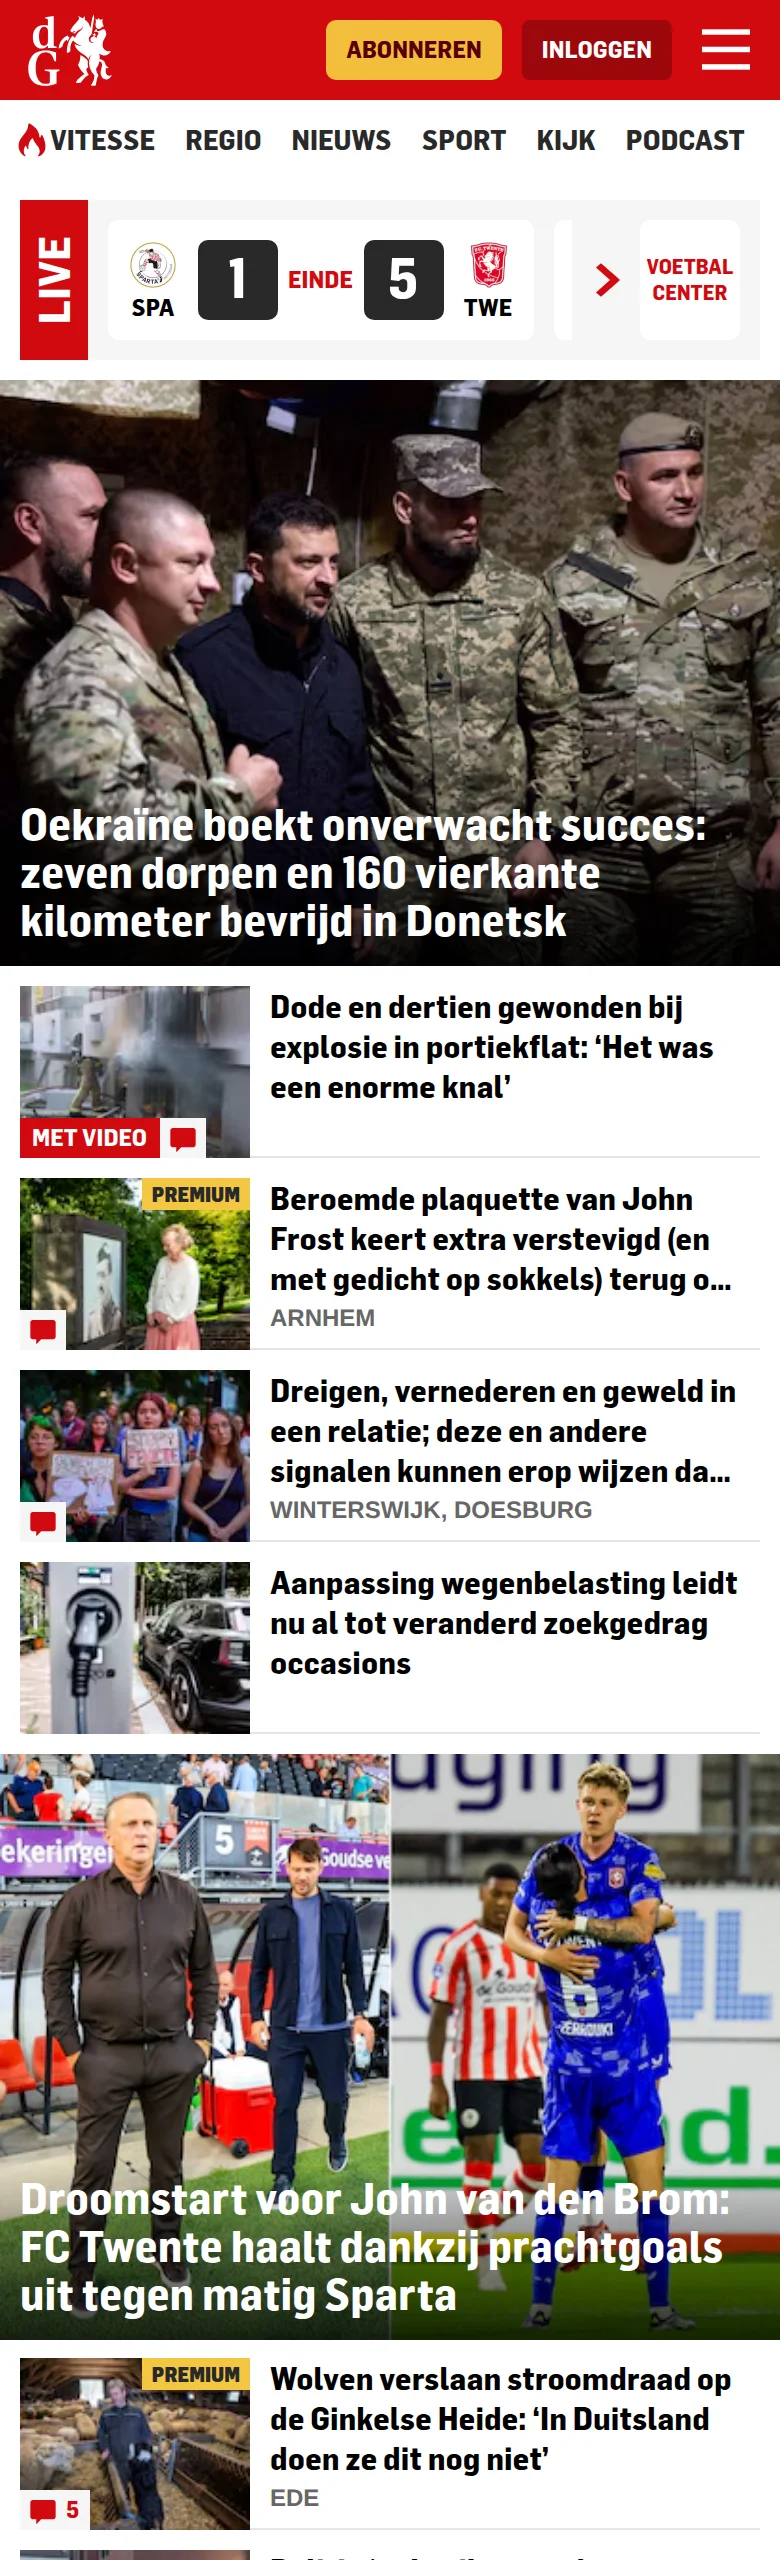 dG
ABONNEREN
INLOGGEN
VITESSE
REGIO
NIEUWS
SPORT
KIJK
PODCAST
LIVE
SPA
1
EINDE
5
TWE
VOETBAL
CENTER
Oekraïne boekt onverwacht succes:
zeven dorpen en 160 vierkante
kilometer bevrijd in Donetsk
Dode en dertien gewonden bij
explosie in portiekflat: ‘Het was
een enorme knal’
MET VIDEO
PREMIUM
Beroemde plaquette van John
Frost keert extra verstevigd (en
met gedicht op sokkels) terug o...
ARNHEM
Dreigen, vernederen en geweld in
een relatie; deze en andere
signalen kunnen erop wijzen da...
WINTERSWIJK, DOESBURG
Aanpassing wegenbelasting leidt
nu al tot veranderd zoekgedrag
occasions
5
6
ZERROUKI
Droomstart voor John van den Brom:
FC Twente haalt dankzij prachtgoals
uit tegen matig Sparta
PREMIUM
Wolven verslaan stroomdraad op
de Ginkelse Heide: ‘In Duitsland
doen ze dit nog niet’
EDE
5